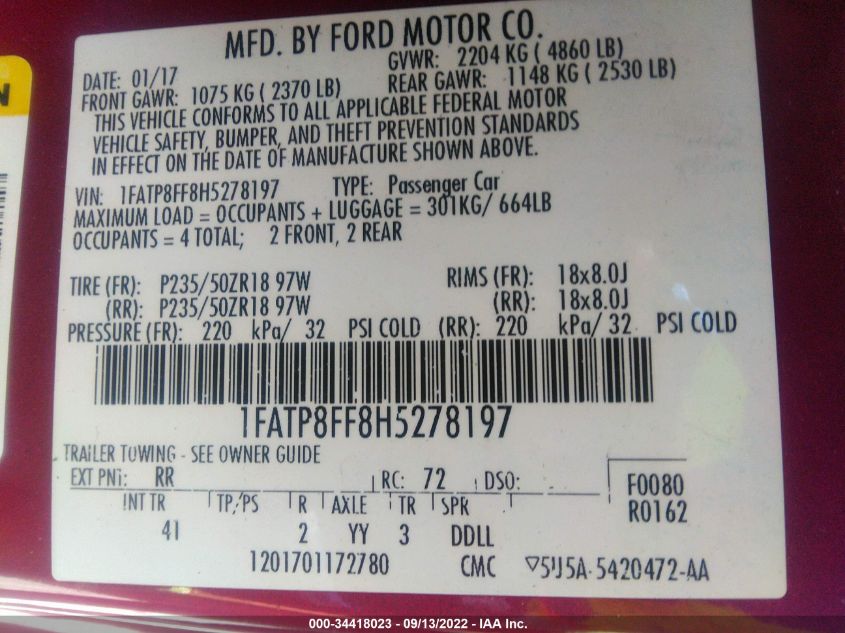 N
MFD. BY FORD MOTOR CO.
DATE: 01/17 GVWR: 2204 KG ( 4860 LB)
FRONT GAWR: 1075 KG ( 2370 LB) REAR GAWR: 1148 KG ( 2530 LB)
THIS VEHICLE CONFORMS TO ALL APPLICABLE FEDERAL MOTOR
VEHICLE SAFETY, BUMPER, AND THEFT PREVENTION STANDARDS
IN EFFECT ON THE DATE OF MANUFACTURE SHOWN ABOVE.
VIN: 1FATP8FF8H5278197 TYPE: Passenger Car
MAXIMUM LOAD = OCCUPANTS + LUGGAGE = 301KG/ 664LB
OCCUPANTS = 4 TOTAL; 2 FRONT, 2 REAR
TIRE (FR): P235/50ZR18 97W RIMS (FR): 18x8.0J
(RR): P235/50ZR18 97W (RR): 18x8.0J
PRESSURE (FR): 220 kPa/ 32 PSI COLD (RR): 220 kPa/ 32 PSI COLD
1FATP8FF8H5278197
TRAILER TOWING - SEE OWNER GUIDE
EXT PNT: RR RC: 72 DSO: F0080
INT TR TP/PS R AXLE TR SPR R0162
41 2 YY 3 DDLL
1201701172780 CMC ▽5U5A-5420472-AA
000-34418023 - 09/13/2022 - IAA Inc.